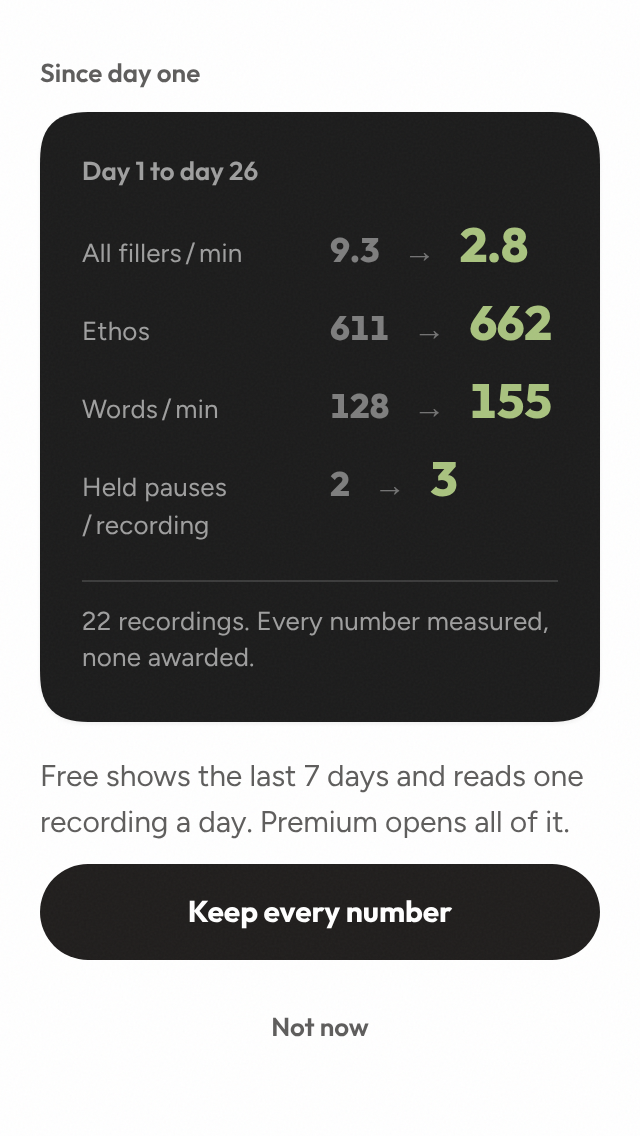 Since day one
Day 1 to day 26
All fillers / min 9.3 → 2.8
Ethos 611 → 662
Words / min 128 → 155
Held pauses 2 → 3
/ recording
22 recordings. Every number measured,
none awarded.
Free shows the last 7 days and reads one
recording a day. Premium opens all of it.
Keep every number
Not now